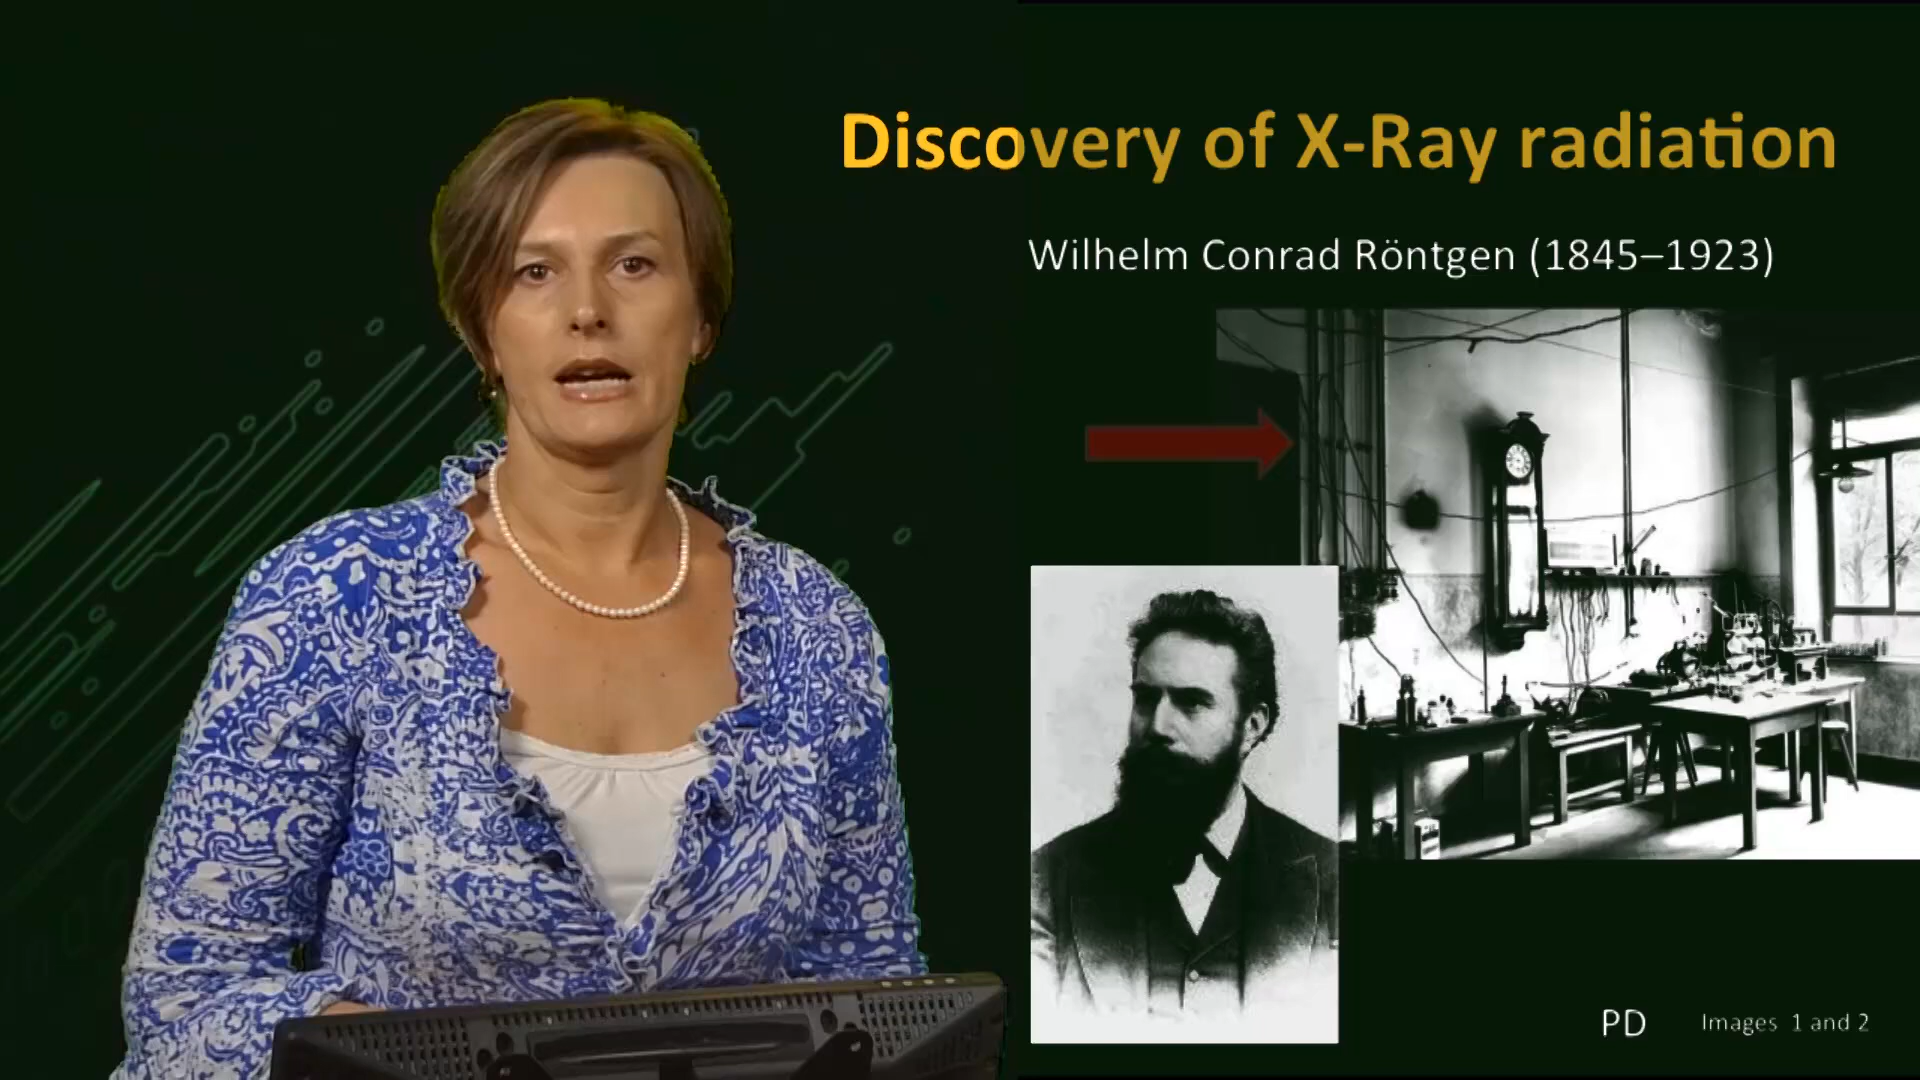 Discovery of X-Ray radiation
Wilhelm Conrad Röntgen (1845–1923)
PD Images 1 and 2